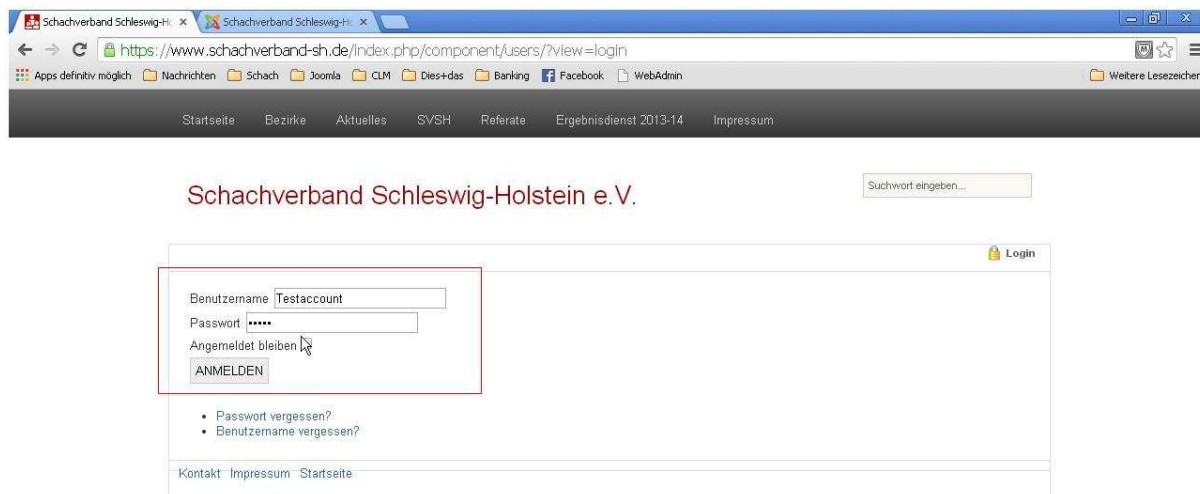 Schachverband Schleswig-Ho Schachverband Schleswig-Ho
https://www.schachverband-sh.de/index.php/component/users/?view=login
Apps definitiv möglich Nachrichten Schach Joomla CLM Dies+das Banking Facebook WebAdmin Weitere Lesezeichen
Startseite Bezirke Aktuelles SVSH Referate Ergebnisdienst 2013-14 Impressum
Schachverband Schleswig-Holstein e.V.
Suchwort eingeben...
Login
Benutzername Testaccount
Passwort •••••
Angemeldet bleiben
ANMELDEN
• Passwort vergessen?
• Benutzername vergessen?
Kontakt Impressum Startseite